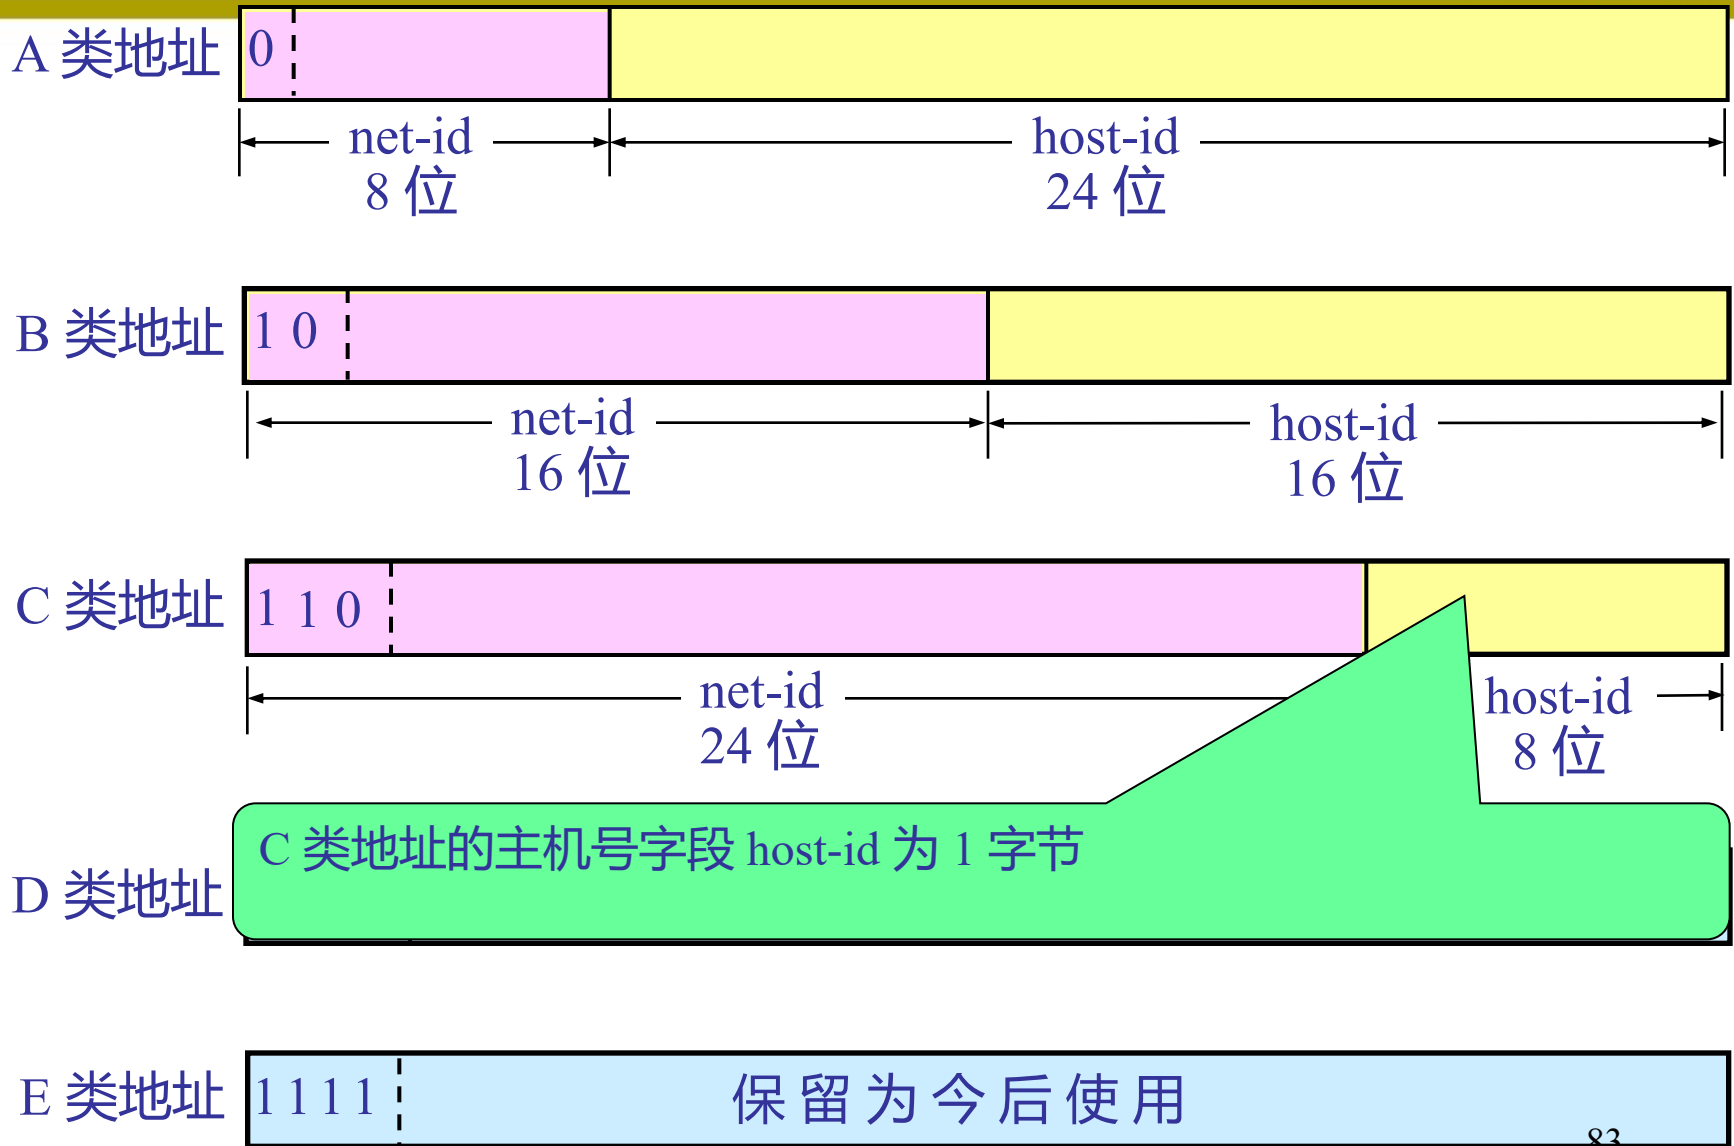 A 类地址 0
net-id host-id
8 位 24 位
B 类地址 1 0
net-id host-id
16 位 16 位
C 类地址 1 1 0
net-id host-id
24 位 8 位
C 类地址的主机号字段 host-id 为 1 字节
D 类地址
E 类地址 1 1 1 1 保 留 为 今 后 使 用
83